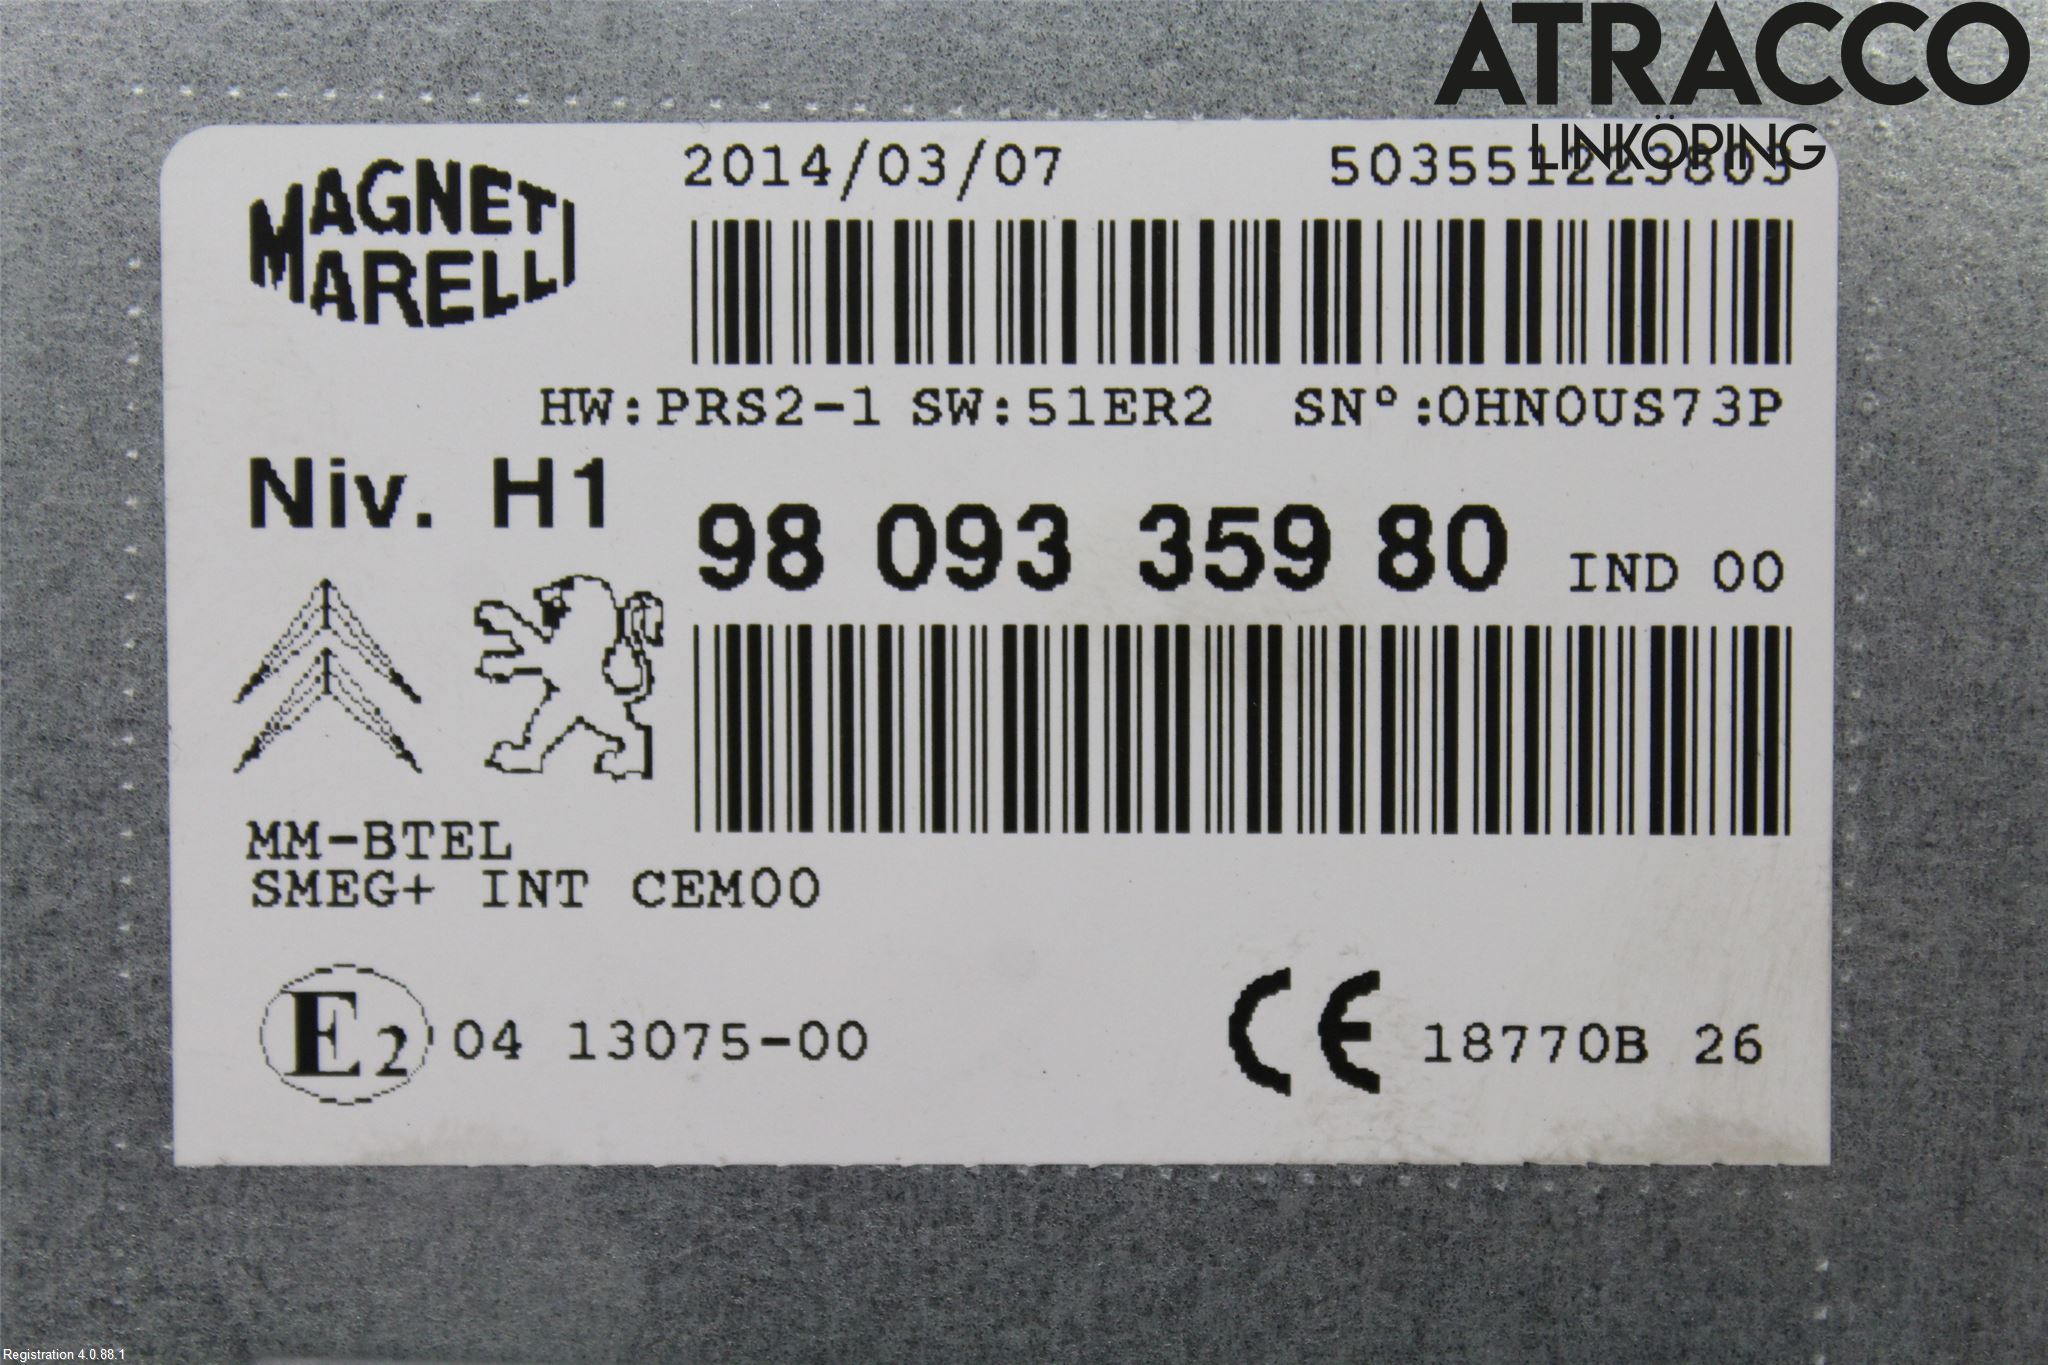 ATRACCO
LINKÖPING
MAGNETI
MARELLI
2014/03/07
503551223803
HW:PRS2-1 SW:51ER2 SN°:0HN0US73P
Niv. H1
98 093 359 80 IND 00
MM-BTEL
SMEG+ INT CEM00
E2 04 13075-00
CE 18770B 26
Registration 4.0.88.1